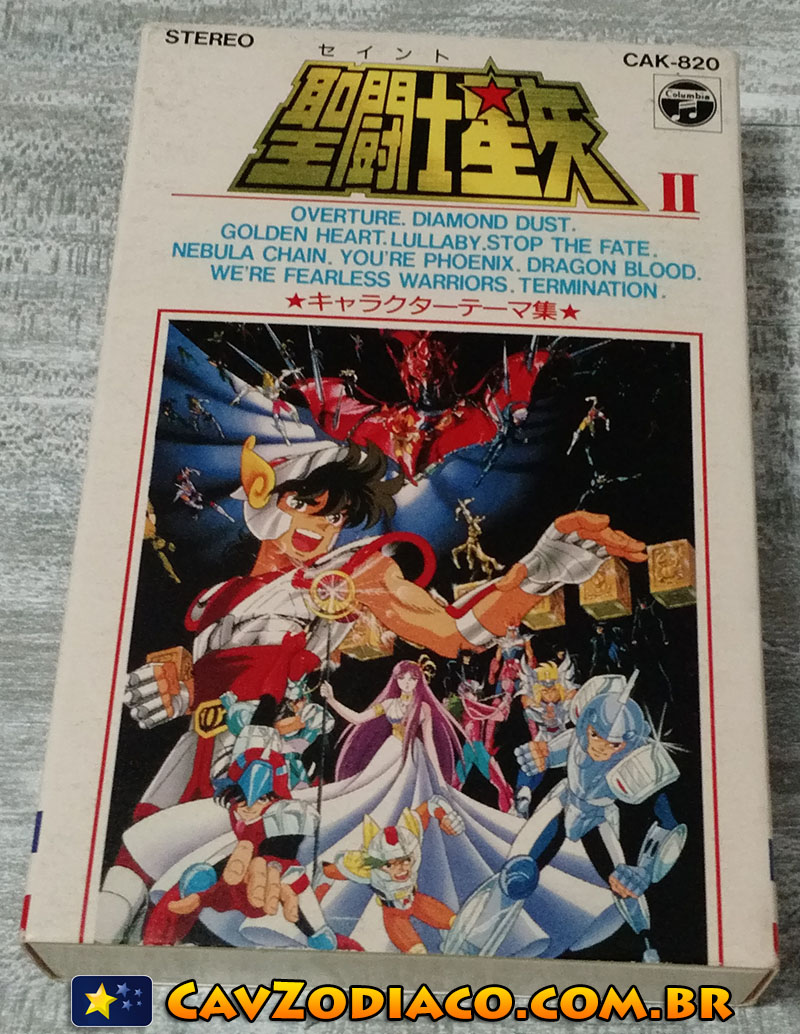 STEREO
CAK-820
セイント
聖闘士星矢
Columbia
II
OVERTURE. DIAMOND DUST.
GOLDEN HEART. LULLABY. STOP THE FATE.
NEBULA CHAIN. YOU'RE PHOENIX. DRAGON BLOOD.
WE'RE FEARLESS WARRIORS. TERMINATION.
★キャラクターテーマ集★
CAVZODIACO.COM.BR